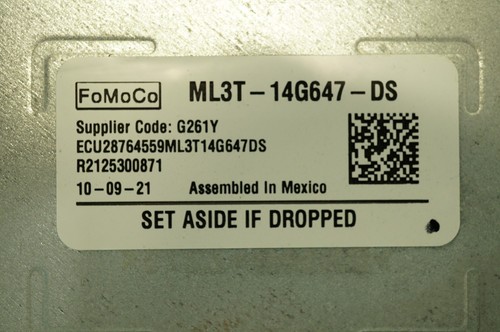 FoMoCo ML3T-14G647-DS
Supplier Code: G261Y
ECU28764559ML3T14G647DS
R2125300871
10-09-21 Assembled In Mexico
SET ASIDE IF DROPPED